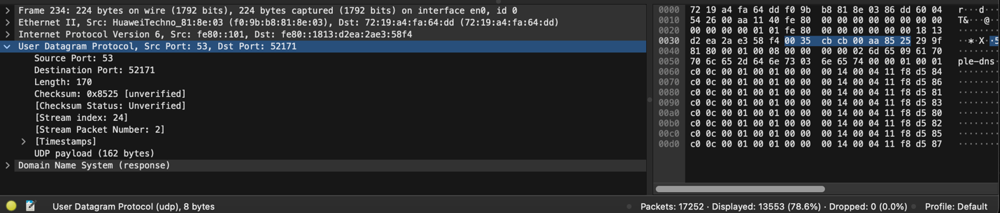 Frame 234: 224 bytes on wire (1792 bits), 224 bytes captured (1792 bits) on interface en0, id 0
Ethernet II, Src: HuaweiTechno_81:8e:03 (f0:9b:b8:81:8e:03), Dst: 72:19:a4:fa:64:dd (72:19:a4:fa:64:dd)
Internet Protocol Version 6, Src: fe80::101, Dst: fe80::1813:d2ea:2ae3:58f4
User Datagram Protocol, Src Port: 53, Dst Port: 52171
Source Port: 53
Destination Port: 52171
Length: 170
Checksum: 0x8525 [unverified]
[Checksum Status: Unverified]
[Stream index: 24]
[Stream Packet Number: 2]
[Timestamps]
UDP payload (162 bytes)
Domain Name System (response)
0000 72 19 a4 fa 64 dd f0 9b b8 81 8e 03 86 dd 60 04 r···d···
0010 54 26 00 aa 11 40 fe 80 00 00 00 00 00 00 00 00 T&···@··
0020 00 00 00 00 01 01 fe 80 00 00 00 00 00 00 18 13 ········
0030 d2 ea 2a e3 58 f4 00 35 cb cb 00 aa 85 25 29 9f ··*·X··5
0040 81 80 00 01 00 08 00 00 00 00 02 6d 65 09 61 70 ········
0050 70 6c 65 2d 64 6e 73 03 6e 65 74 00 00 01 00 01 ple-dns·
0060 c0 0c 00 01 00 01 00 00 00 14 00 04 11 f8 d5 84 ········
0070 c0 0c 00 01 00 01 00 00 00 14 00 04 11 f8 d5 86 ········
0080 c0 0c 00 01 00 01 00 00 00 14 00 04 11 f8 d5 81 ········
0090 c0 0c 00 01 00 01 00 00 00 14 00 04 11 f8 d5 83 ········
00a0 c0 0c 00 01 00 01 00 00 00 14 00 04 11 f8 d5 80 ········
00b0 c0 0c 00 01 00 01 00 00 00 14 00 04 11 f8 d5 82 ········
00c0 c0 0c 00 01 00 01 00 00 00 14 00 04 11 f8 d5 85 ········
00d0 c0 0c 00 01 00 01 00 00 00 14 00 04 11 f8 d5 87 ········
User Datagram Protocol (udp), 8 bytes
Packets: 17252 · Displayed: 13553 (78.6%) · Dropped: 0 (0.0%)
Profile: Default